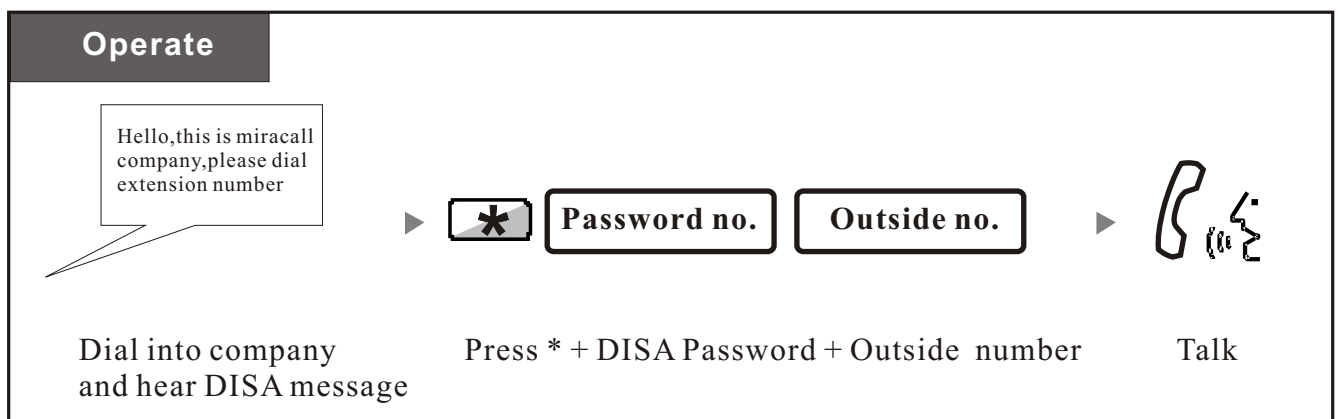 Operate
Hello,this is miracall
company,please dial
extension number
* Password no. Outside no.
Dial into company
and hear DISA message
Press * + DISA Password + Outside number
Talk